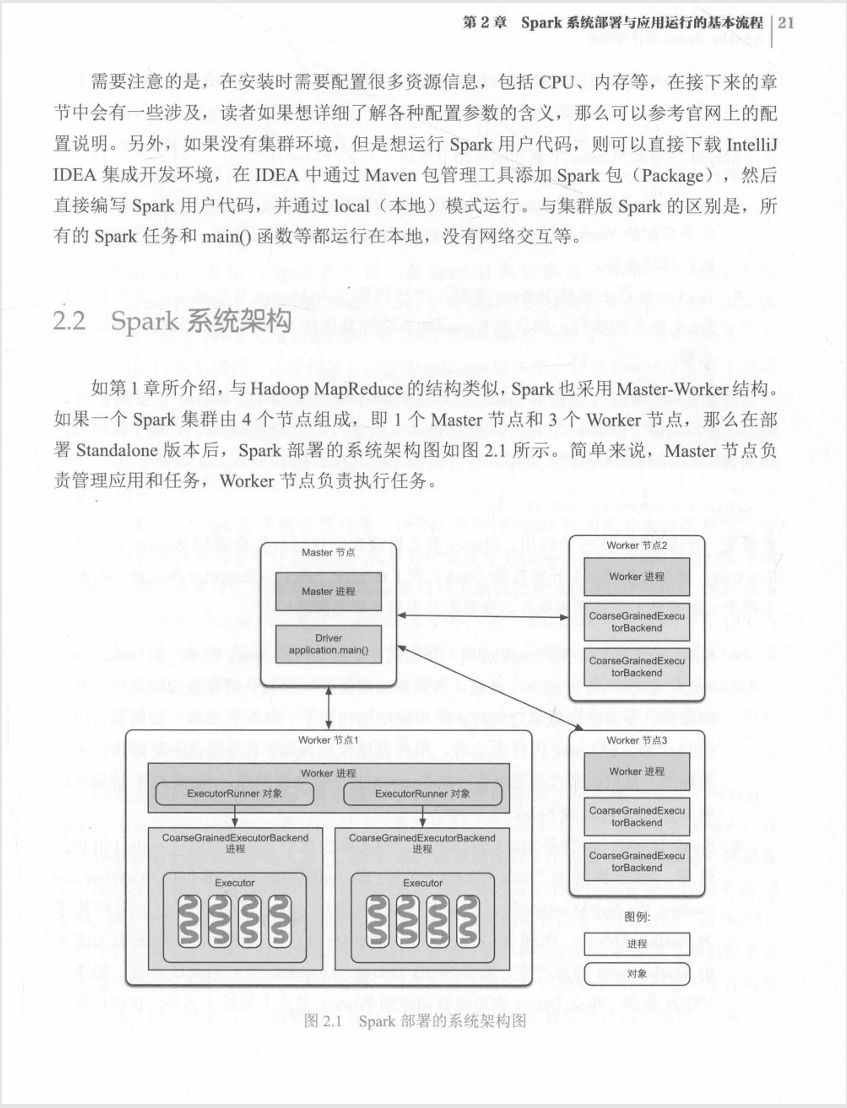 第 2 章 Spark 系统部署与应用运行的基本流程 | 21
需要注意的是，在安装时需要配置很多资源信息，包括 CPU、内存等，在接下来的章
节中会有一些涉及，读者如果想详细了解各种配置参数的含义，那么可以参考官网上的配
置说明。另外，如果没有集群环境，但是想运行 Spark 用户代码，则可以直接下载 IntelliJ
IDEA 集成开发环境，在 IDEA 中通过 Maven 包管理工具添加 Spark 包（Package），然后
直接编写 Spark 用户代码，并通过 local（本地）模式运行。与集群版 Spark 的区别是，所
有的 Spark 任务和 main() 函数等都运行在本地，没有网络交互等。
2.2 Spark 系统架构
如第 1 章所介绍，与 Hadoop MapReduce 的结构类似，Spark 也采用 Master-Worker 结构。
如果一个 Spark 集群由 4 个节点组成，即 1 个 Master 节点和 3 个 Worker 节点，那么在部
署 Standalone 版本后，Spark 部署的系统架构图如图 2.1 所示。简单来说，Master 节点负
责管理应用和任务，Worker 节点负责执行任务。
Master 节点
Master 进程
Driver
application.main()
Worker 节点2
Worker 进程
CoarseGrainedExecu
torBackend
CoarseGrainedExecu
torBackend
Worker 节点1
Worker 进程
ExecutorRunner 对象
ExecutorRunner 对象
CoarseGrainedExecutorBackend
进程
CoarseGrainedExecutorBackend
进程
Executor
Executor
Worker 节点3
Worker 进程
CoarseGrainedExecu
torBackend
CoarseGrainedExecu
torBackend
图例:
进程
对象
图 2.1 Spark 部署的系统架构图